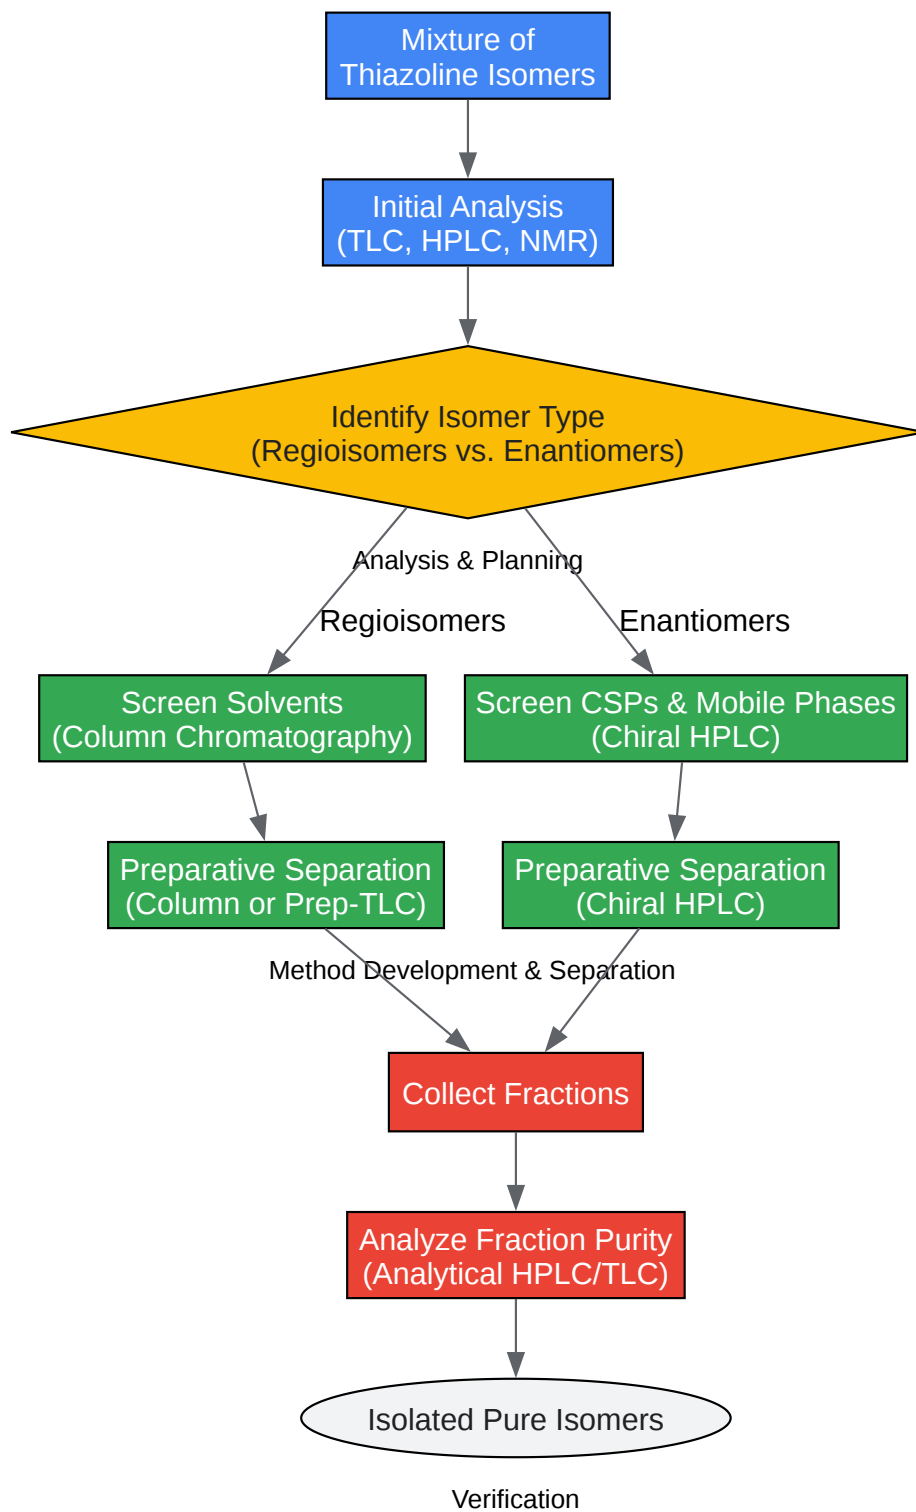 Mixture of
Thiazoline Isomers
Initial Analysis
(TLC, HPLC, NMR)
Identify Isomer Type
(Regioisomers vs. Enantiomers)
Analysis & Planning
Regioisomers
Enantiomers
Screen Solvents
(Column Chromatography)
Screen CSPs & Mobile Phases
(Chiral HPLC)
Preparative Separation
(Column or Prep-TLC)
Preparative Separation
(Chiral HPLC)
Method Development & Separation
Collect Fractions
Analyze Fraction Purity
(Analytical HPLC/TLC)
Isolated Pure Isomers
Verification